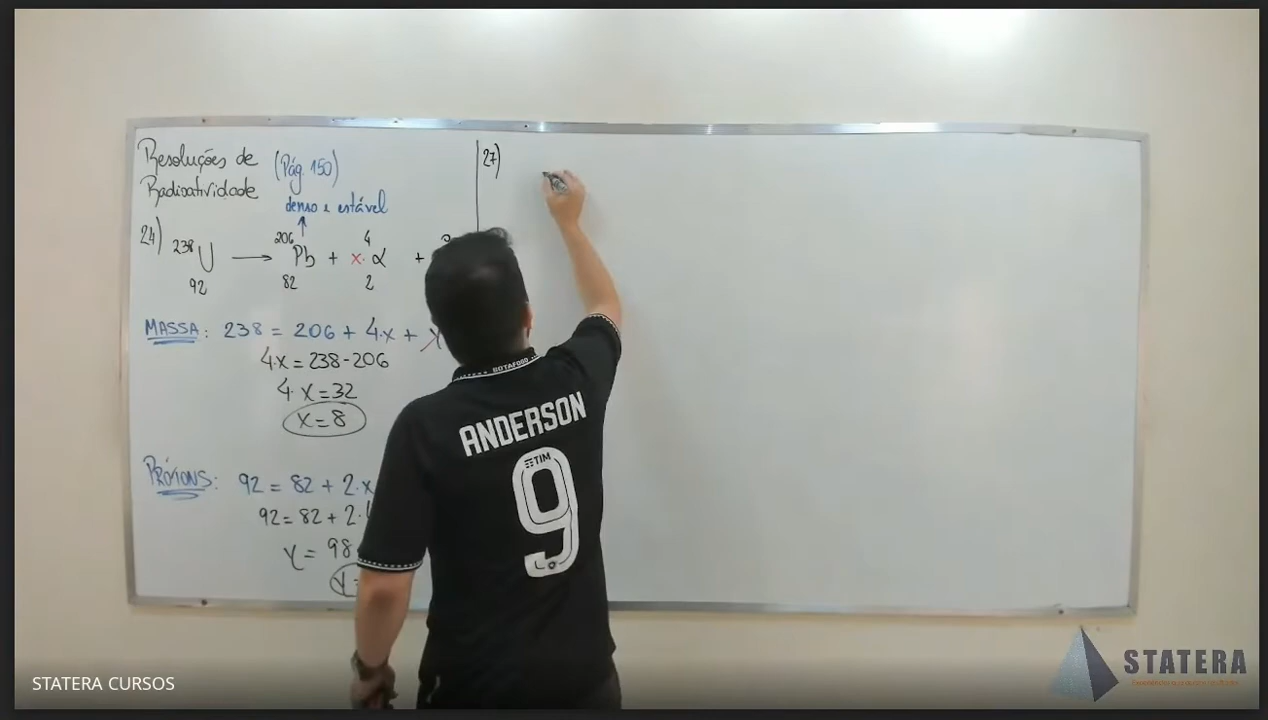 Resoluções de
Radioatividade
(Pág. 150)
denso e estável
24) 238 U 92 → 206 Pb 82 + x · 4 α 2 +
MASSA: 238 = 206 + 4·x +
4x = 238 - 206
4·x = 32
x = 8
PRÓTONS: 92 = 82 + 2·x
92 = 82 + 2·
y = 98
27)
BOTAFOGO
ANDERSON
TIM
9
STATERA
STATERA CURSOS